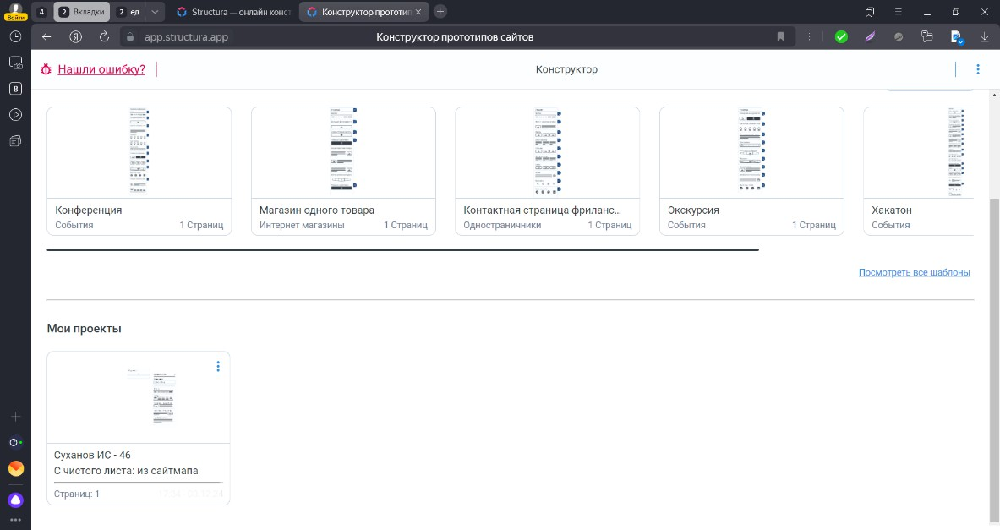 Войти
4
2 Вкладки
2 ед
Structura — онлайн конст
Конструктор прототип
app.structura.app
Конструктор прототипов сайтов
8
Нашли ошибку?
Конструктор
Конференция
События 1 Страниц
Магазин одного товара
Интернет магазины 1 Страниц
Контактная страница фриланс...
Одностраничники 1 Страниц
Экскурсия
События 1 Страниц
Хакатон
События
Посмотреть все шаблоны
Мои проекты
Суханов ИС - 46
С чистого листа: из сайтмапа
Страниц: 1